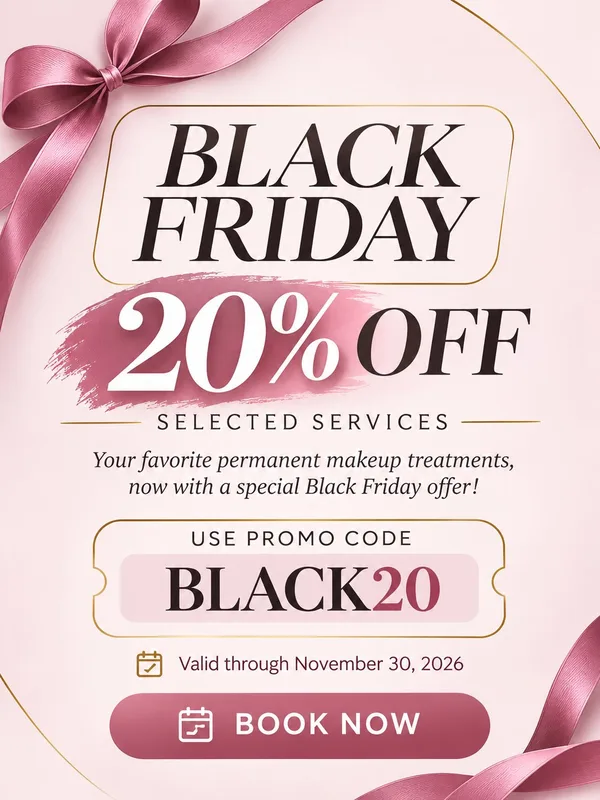 BLACK
FRIDAY
20% OFF
SELECTED SERVICES
Your favorite permanent makeup treatments,
now with a special Black Friday offer!
USE PROMO CODE
BLACK20
Valid through November 30, 2026
BOOK NOW